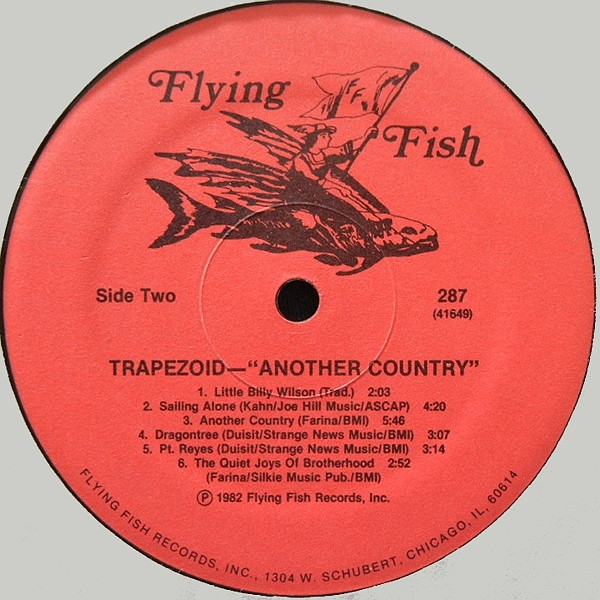 Flying
Fish
FF
Side Two
287
(41649)
TRAPEZOID—"ANOTHER COUNTRY"
1. Little Billy Wilson (Trad.) 2:03
2. Sailing Alone (Kahn/Joe Hill Music/ASCAP) 4:20
3. Another Country (Farina/BMI) 5:46
4. Dragontree (Duisit/Strange News Music/BMI) 3:07
5. Pt. Reyes (Duisit/Strange News Music/BMI) 3:14
6. The Quiet Joys Of Brotherhood 2:52
(Farina/Silkie Music Pub./BMI)
Ⓟ 1982 Flying Fish Records, Inc.
FLYING FISH RECORDS, INC., 1304 W. SCHUBERT, CHICAGO, IL, 60614